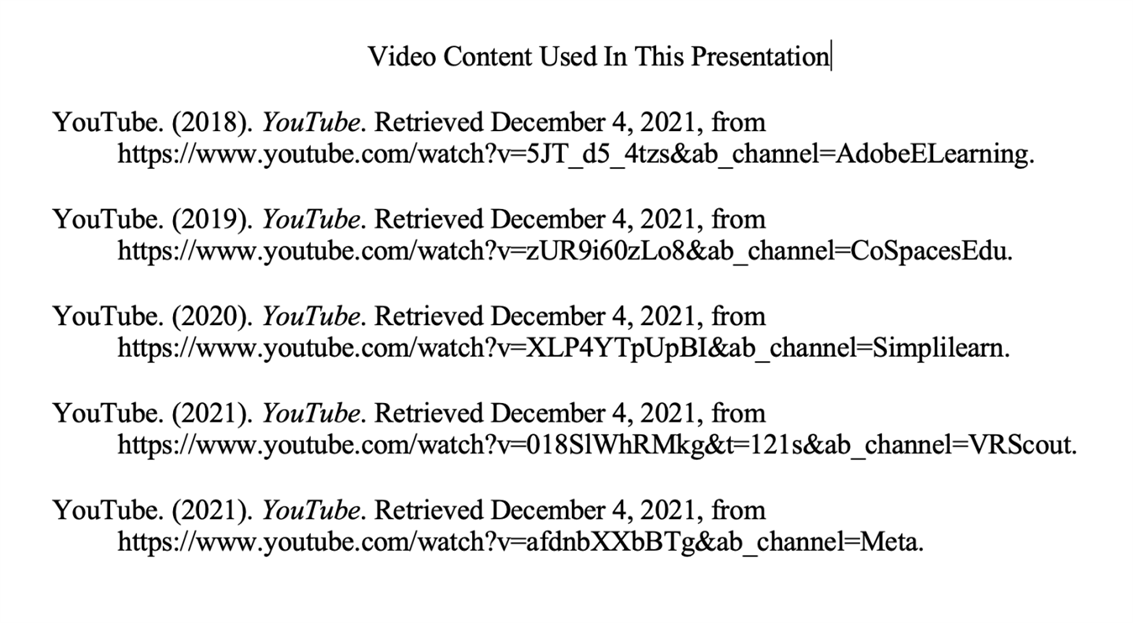 Video Content Used In This Presentation
YouTube. (2018). YouTube. Retrieved December 4, 2021, from
https://www.youtube.com/watch?v=5JT_d5_4tzs&ab_channel=AdobeELearning.
YouTube. (2019). YouTube. Retrieved December 4, 2021, from
https://www.youtube.com/watch?v=zUR9i60zLo8&ab_channel=CoSpacesEdu.
YouTube. (2020). YouTube. Retrieved December 4, 2021, from
https://www.youtube.com/watch?v=XLP4YTpUpBI&ab_channel=Simplilearn.
YouTube. (2021). YouTube. Retrieved December 4, 2021, from
https://www.youtube.com/watch?v=018SlWhRMkg&t=121s&ab_channel=VRScout.
YouTube. (2021). YouTube. Retrieved December 4, 2021, from
https://www.youtube.com/watch?v=afdnbXXbBTg&ab_channel=Meta.